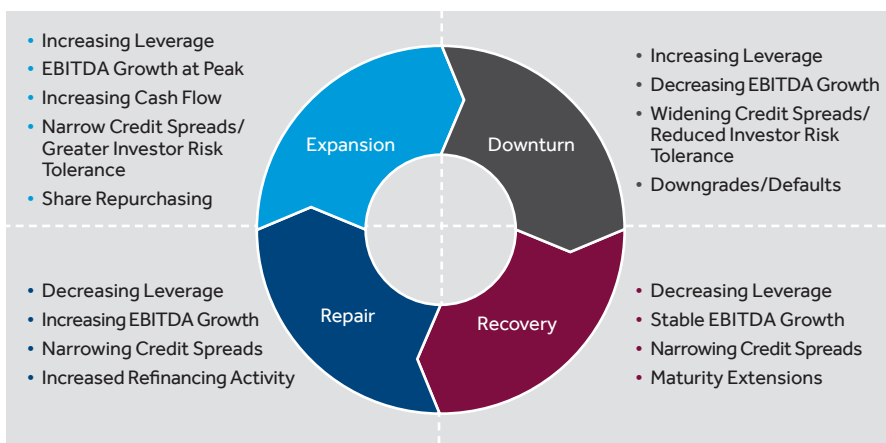 Increasing Leverage
EBITDA Growth at Peak
Increasing Cash Flow
Narrow Credit Spreads/
Greater Investor Risk
Tolerance
Share Repurchasing
Expansion
Downturn
Increasing Leverage
Decreasing EBITDA Growth
Widening Credit Spreads/
Reduced Investor Risk
Tolerance
Downgrades/Defaults
Decreasing Leverage
Increasing EBITDA Growth
Narrowing Credit Spreads
Increased Refinancing Activity
Repair
Recovery
Decreasing Leverage
Stable EBITDA Growth
Narrowing Credit Spreads
Maturity Extensions